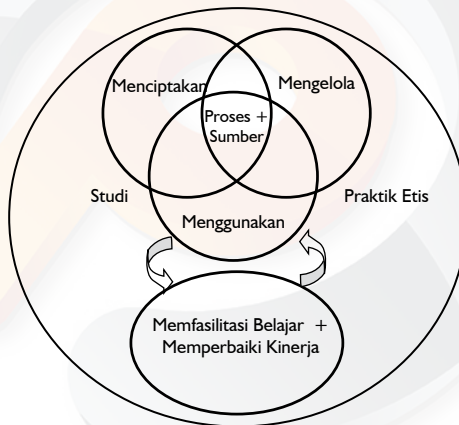 Menciptakan
Mengelola
Proses +
Sumber
Studi
Praktik Etis
Menggunakan
Memfasilitasi Belajar +
Memperbaiki Kinerja